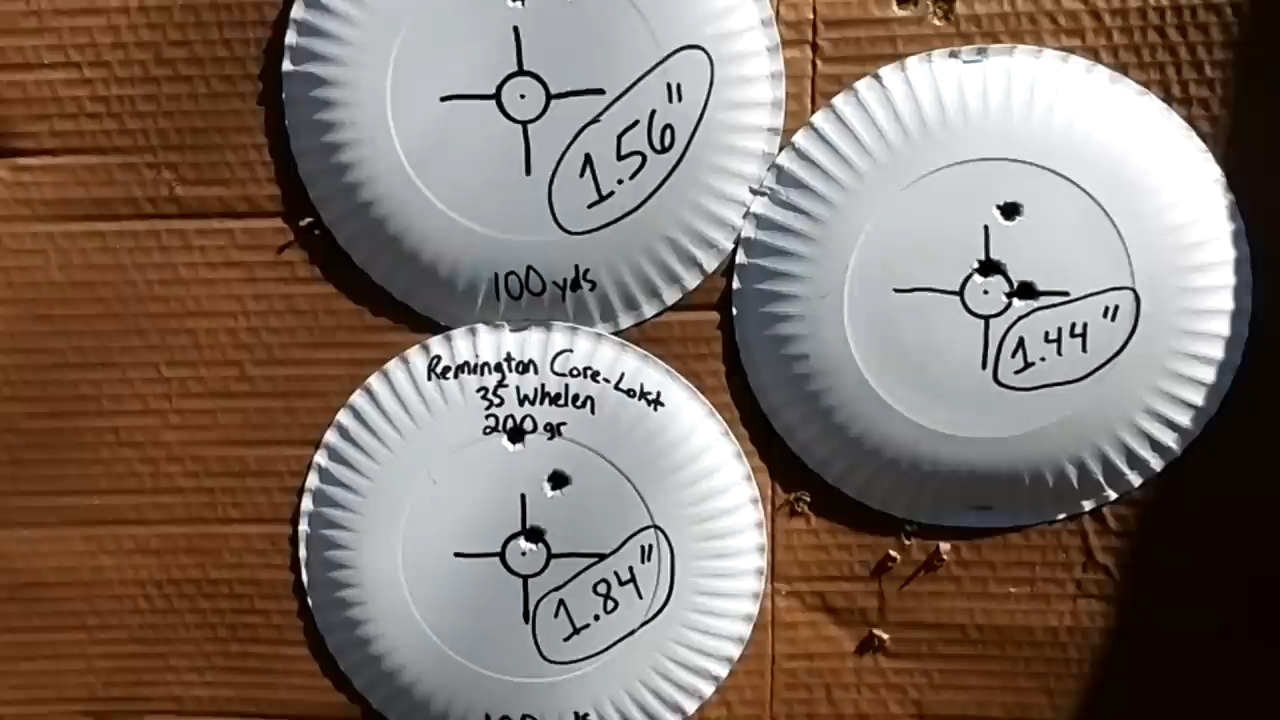 1.56"
100 yds
1.44"
Remington Core-Lokt
35 Whelen
200 gr
1.84"